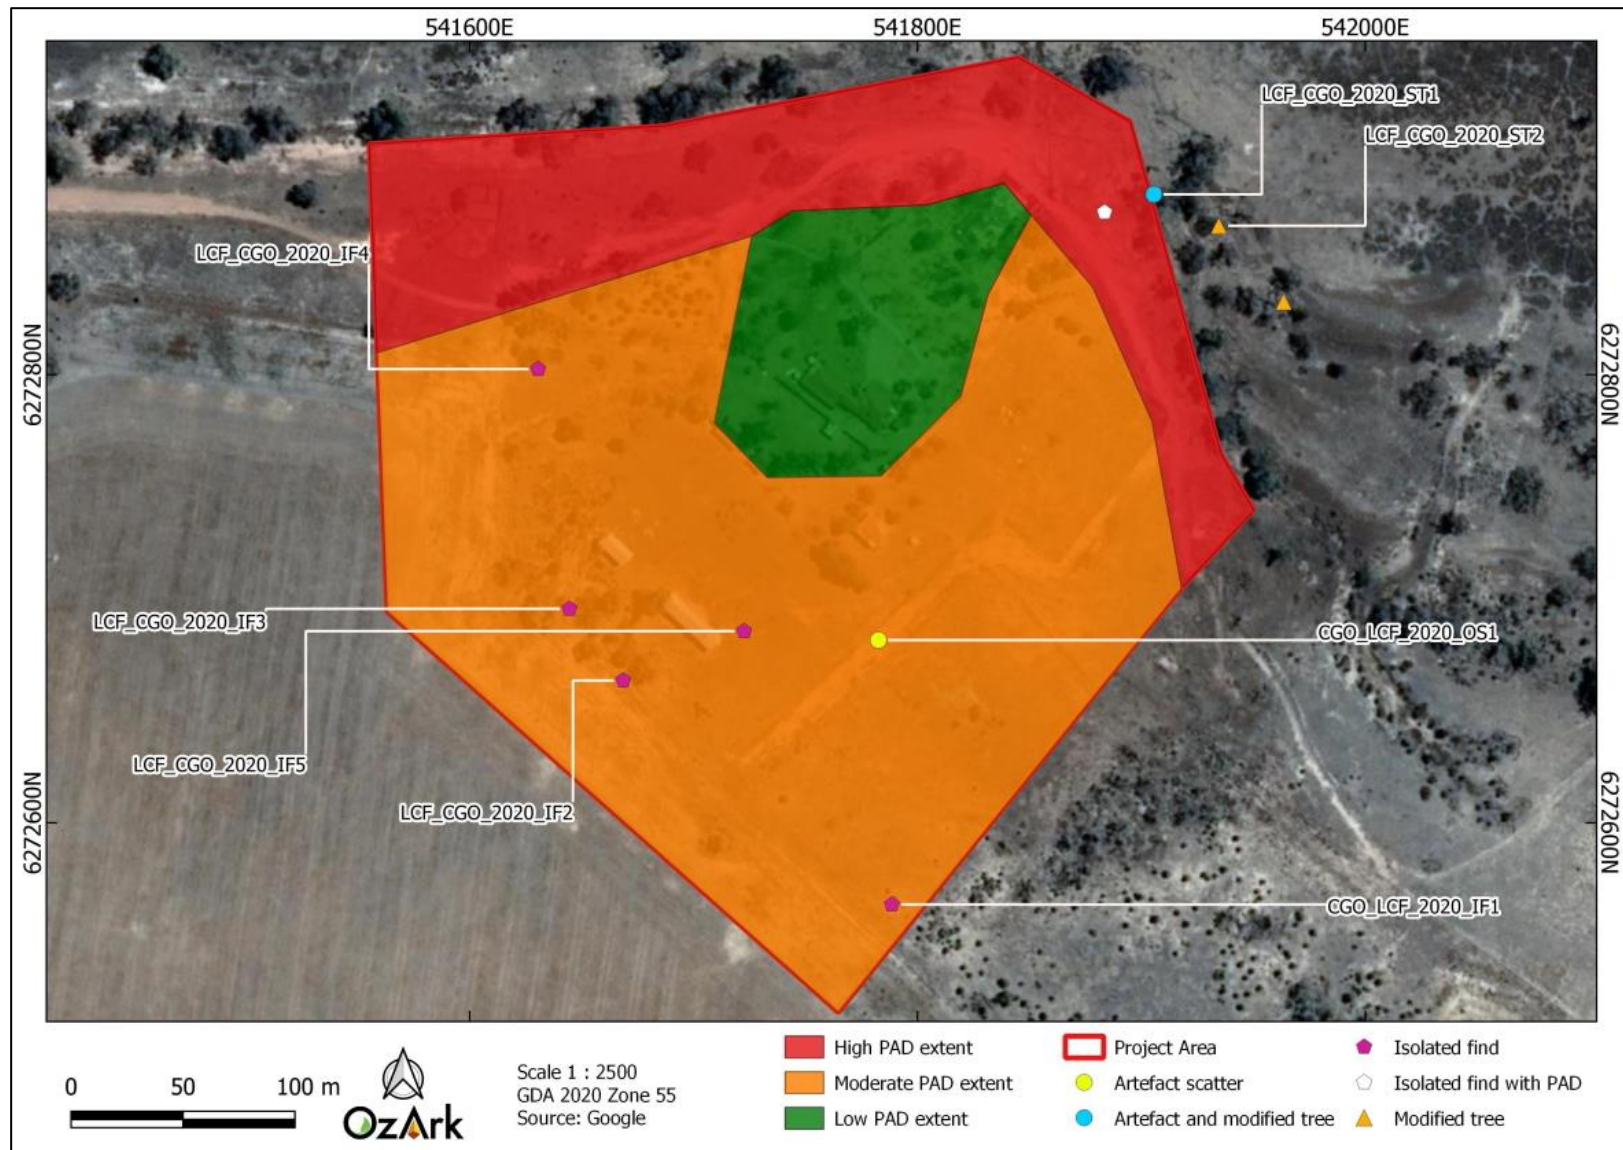 541600E
541800E
542000E
LCF_CGO_2020_ST1
LCF_CGO_2020_ST2
LCF_CGO_2020_IF4
6272800N
6272800N
LCF_CGO_2020_IF3
CGO_LCF_2020_OS1
LCF_CGO_2020_IF5
LCF_CGO_2020_IF2
6272600N
6272600N
CGO_LCF_2020_IF1
0 50 100 m
OzArk
Scale 1 : 2500
GDA 2020 Zone 55
Source: Google
High PAD extent
Moderate PAD extent
Low PAD extent
Project Area
Artefact scatter
Artefact and modified tree
Isolated find
Isolated find with PAD
Modified tree